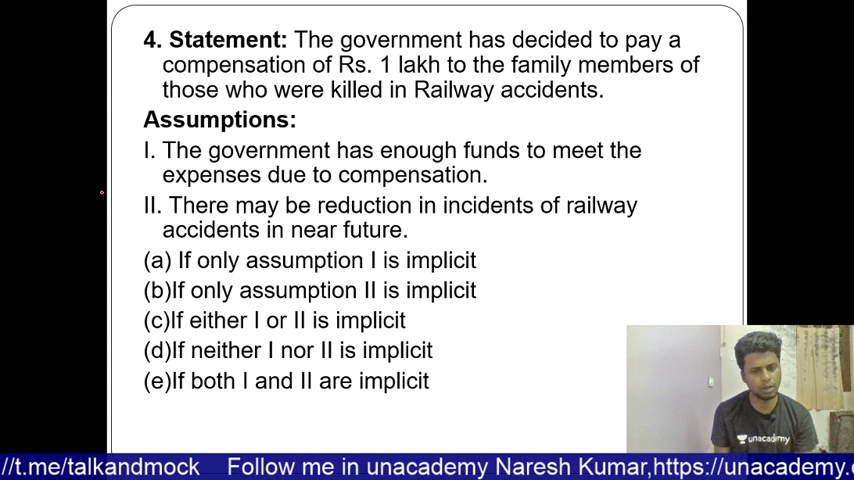 4. Statement: The government has decided to pay a
compensation of Rs. 1 lakh to the family members of
those who were killed in Railway accidents.
Assumptions:
I. The government has enough funds to meet the
expenses due to compensation.
II. There may be reduction in incidents of railway
accidents in near future.
(a) If only assumption I is implicit
(b)If only assumption II is implicit
(c)If either I or II is implicit
(d)If neither I nor II is implicit
(e)If both I and II are implicit
unacademy
//t.me/talkandmock Follow me in unacademy Naresh Kumar,https://unacademy.